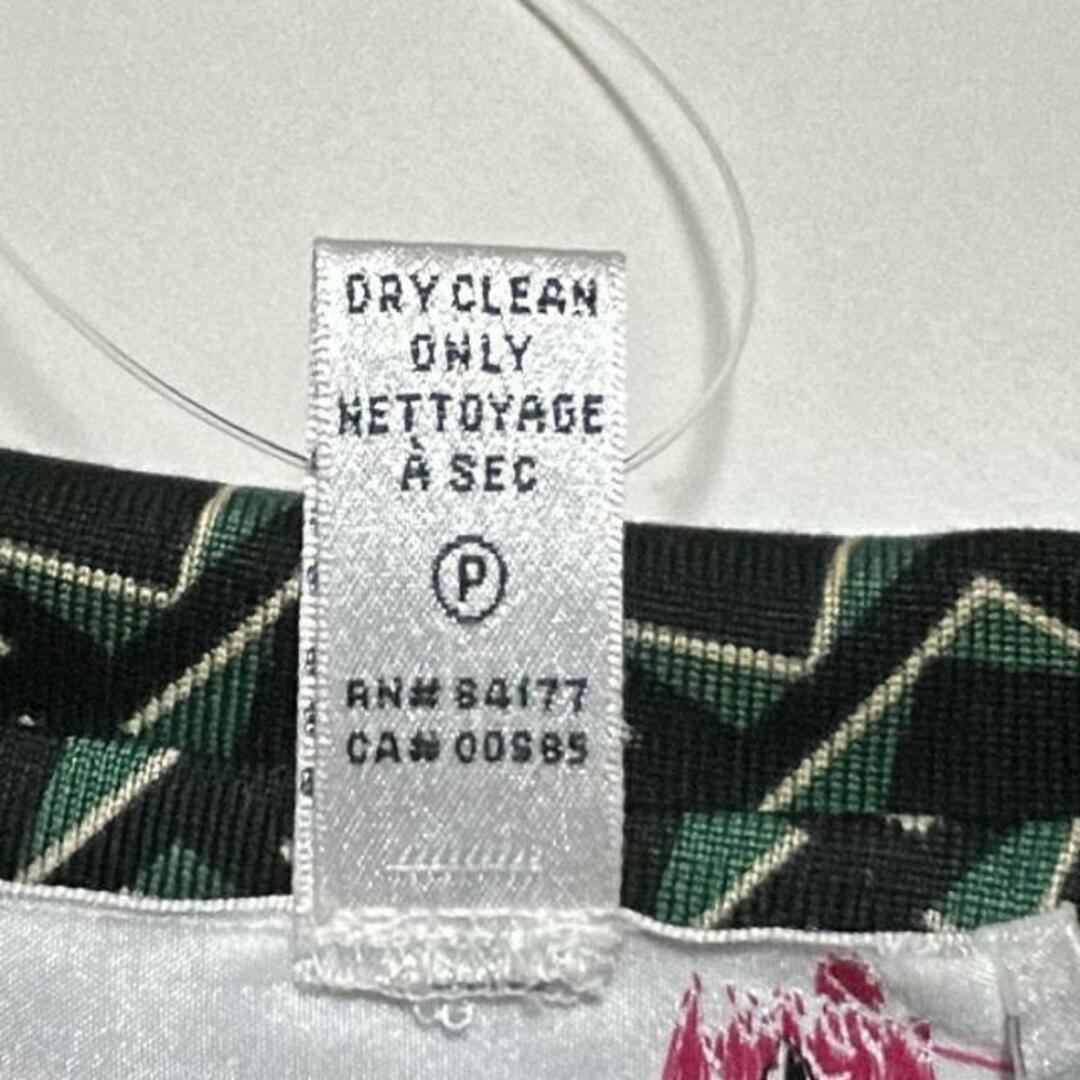 DRY CLEAN
ONLY
NETTOYAGE
À SEC
P
RN# 84177
CA# 00985